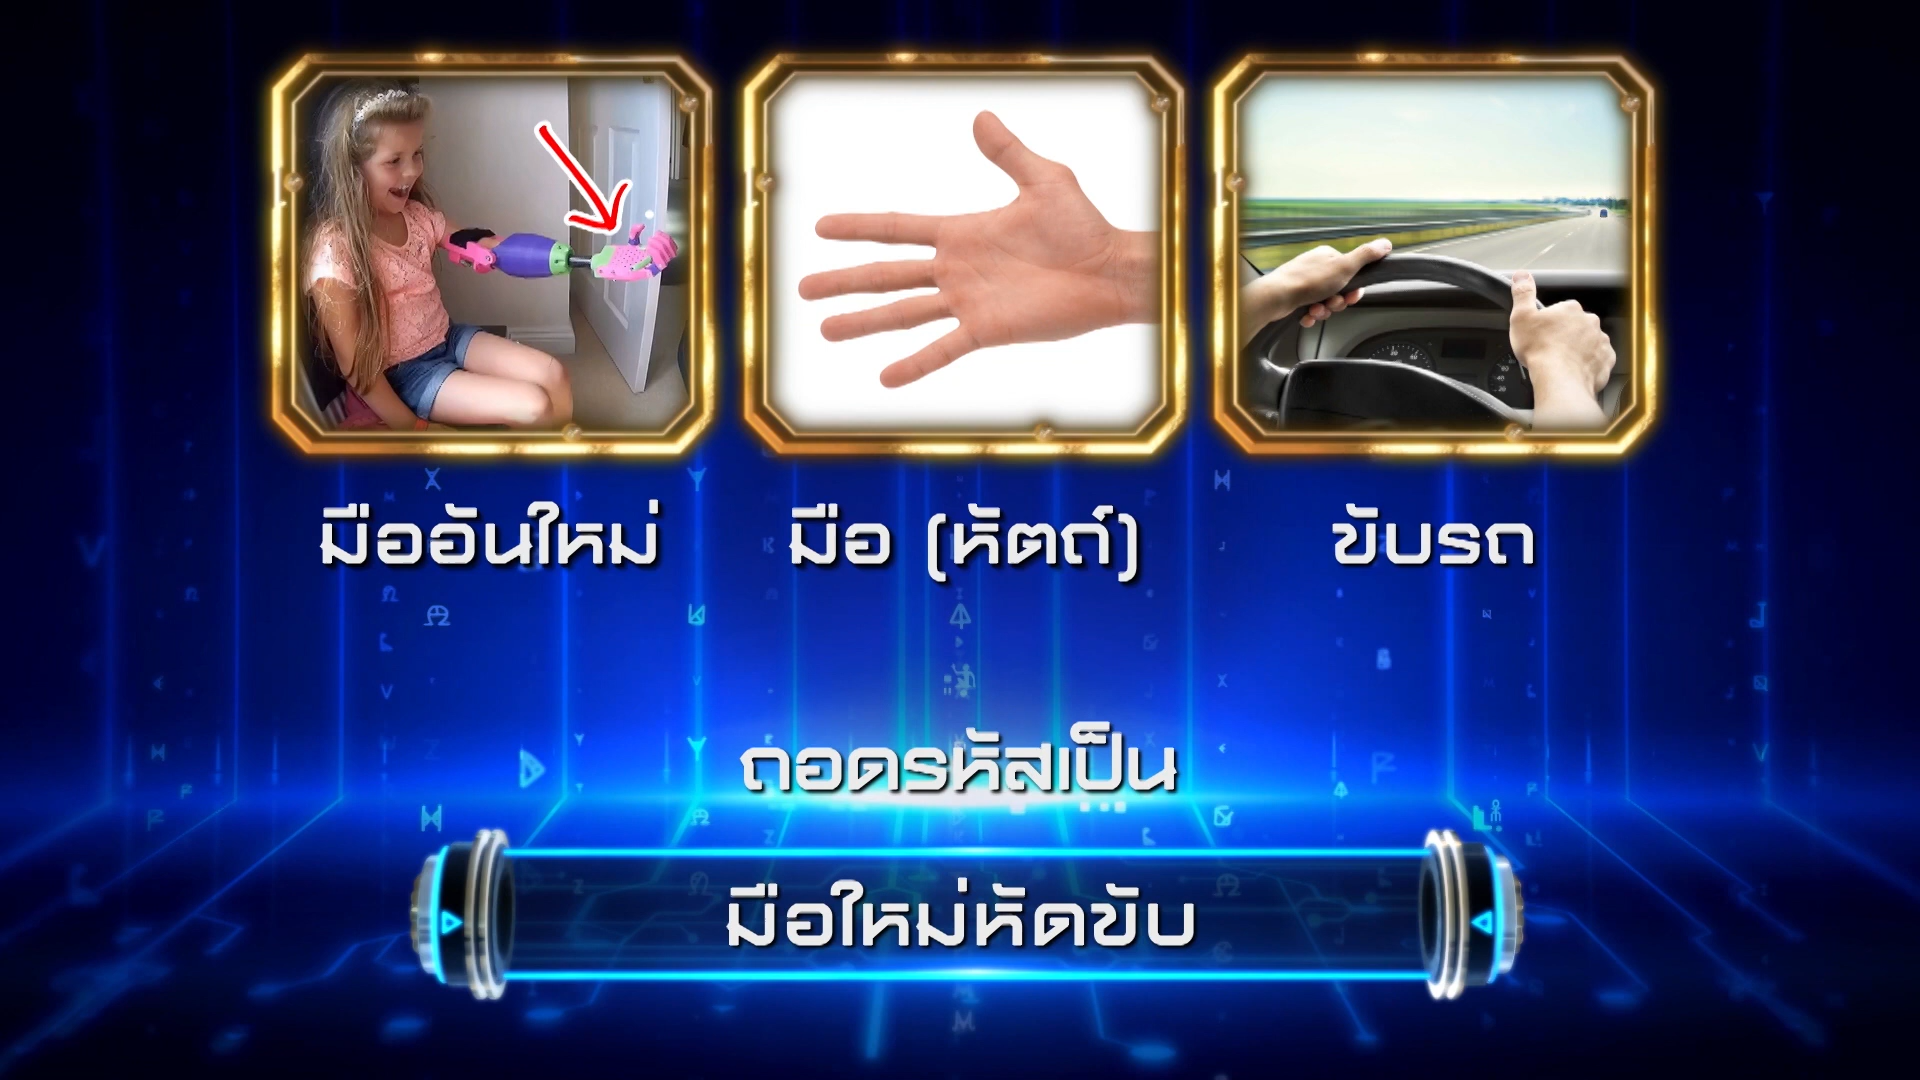 มืออันใหม่
มือ (หัตถ์)
ขับรถ
ถอดรหัสเป็น
มือใหม่หัดขับ